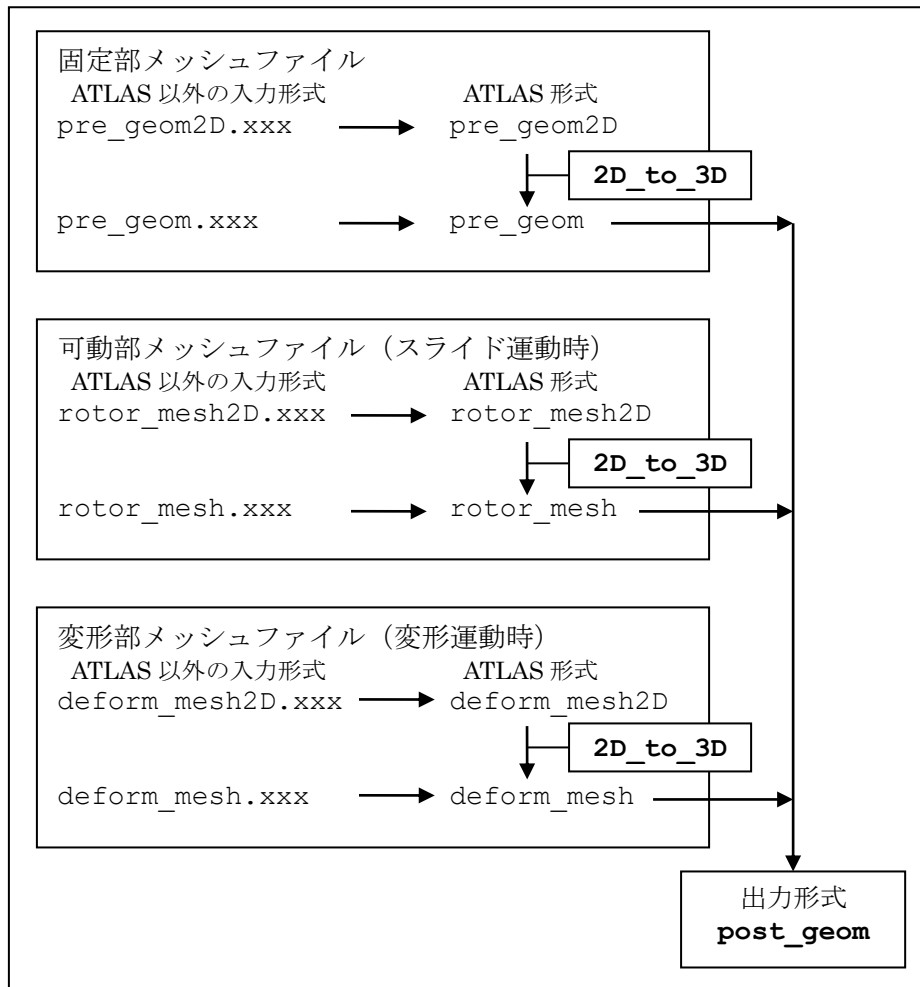 固定部メッシュファイル
ATLAS 以外の入力形式 ATLAS 形式
pre_geom2D.xxx pre_geom2D
2D_to_3D
pre_geom.xxx pre_geom
可動部メッシュファイル（スライド運動時）
ATLAS 以外の入力形式 ATLAS 形式
rotor_mesh2D.xxx rotor_mesh2D
2D_to_3D
rotor_mesh.xxx rotor_mesh
変形部メッシュファイル（変形運動時）
ATLAS 以外の入力形式 ATLAS 形式
deform_mesh2D.xxx deform_mesh2D
2D_to_3D
deform_mesh.xxx deform_mesh
出力形式
post_geom